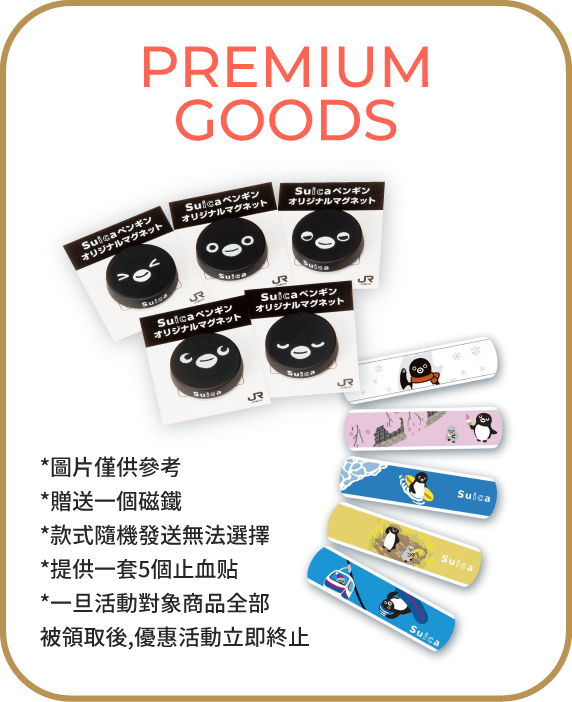 PREMIUM
GOODS
Suicaペンギン
オリジナルマグネット
Suica
JR
Suicaペンギン
オリジナルマグネット
Suica
JR
Suicaペンギン
オリジナルマグネット
Suica
JR
Suicaペンギン
オリジナルマグネット
Suica
JR
Suicaペンギン
オリジナルマグネット
Suica
JR
Suica
Suica
Suica
*圖片僅供參考
*贈送一個磁鐵
*款式隨機發送無法選擇
*提供一套5個止血贴
*一旦活動對象商品全部
被領取後,優惠活動立即終止